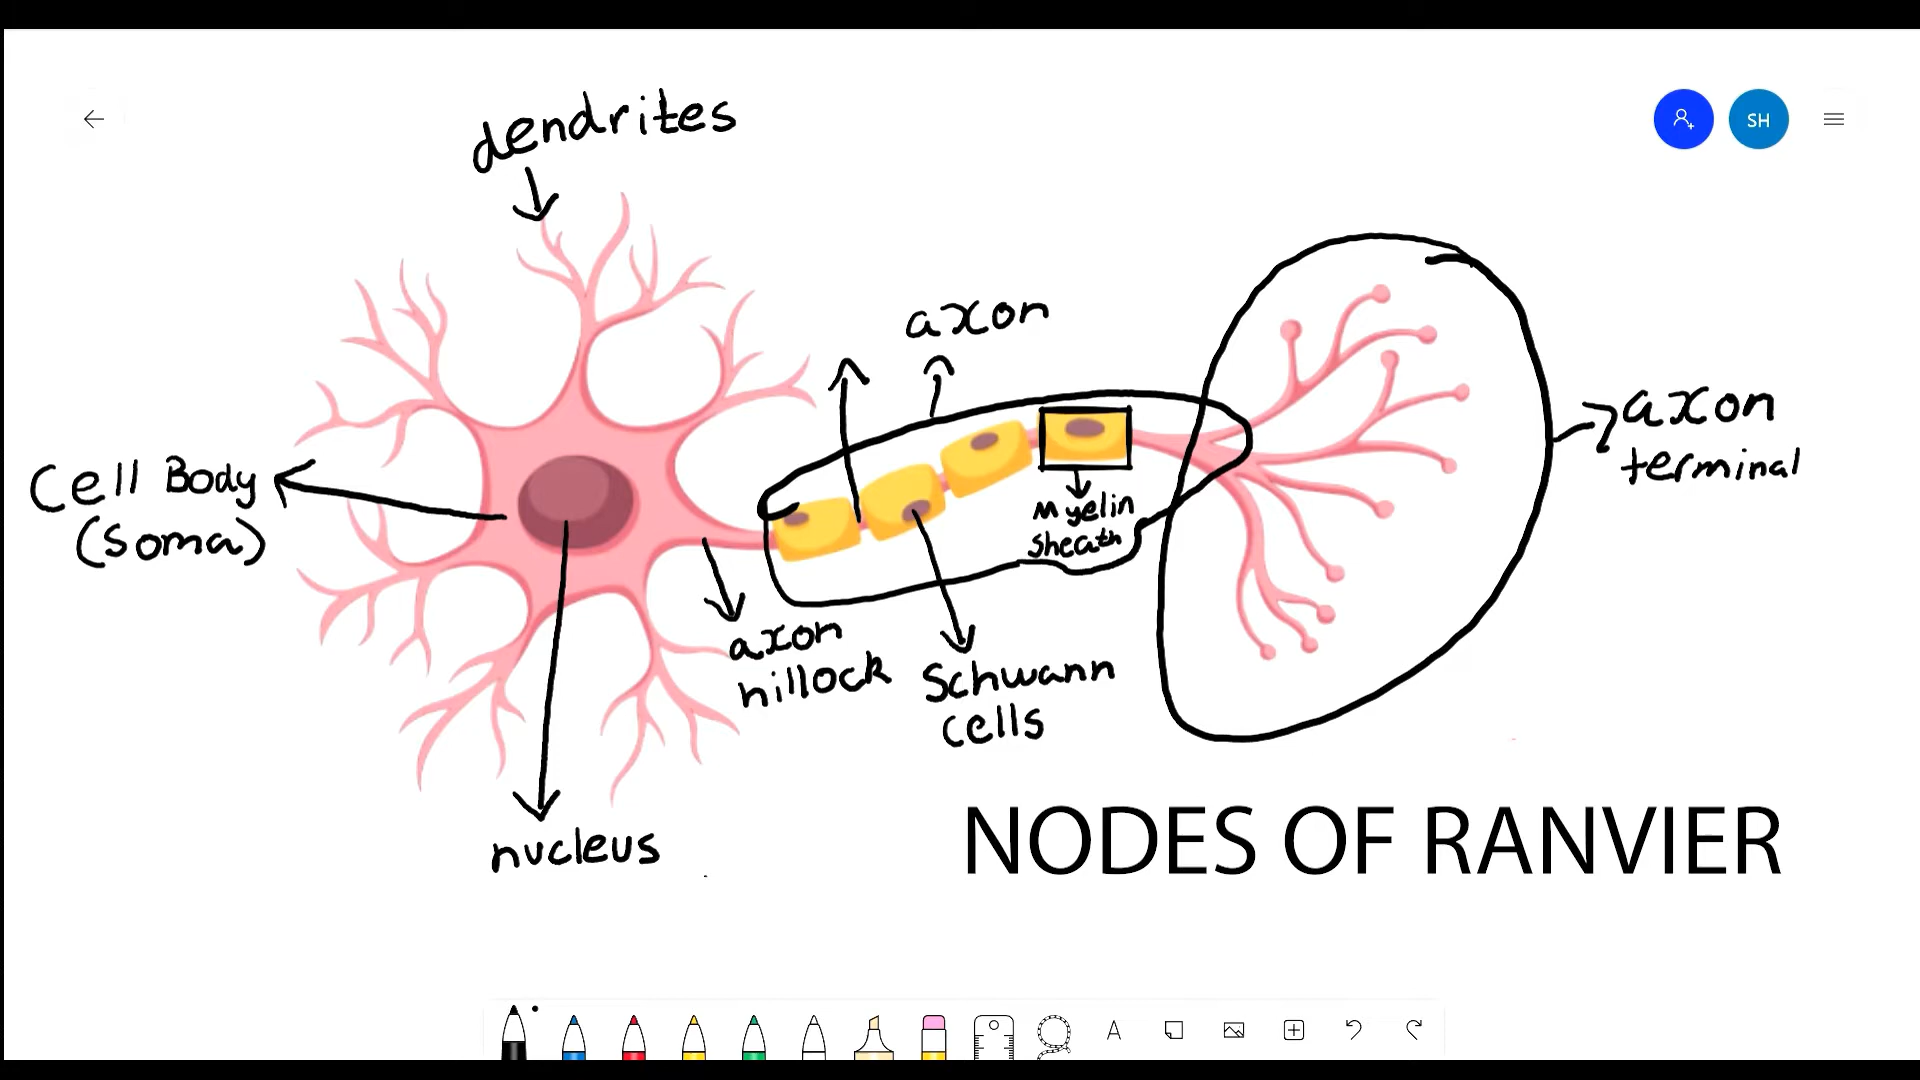 dendrites
SH
axon
axon
terminal
Cell Body
(Soma)
Myelin
Sheath
axon
hillock
Schwann
cells
nucleus
NODES OF RANVIER
A